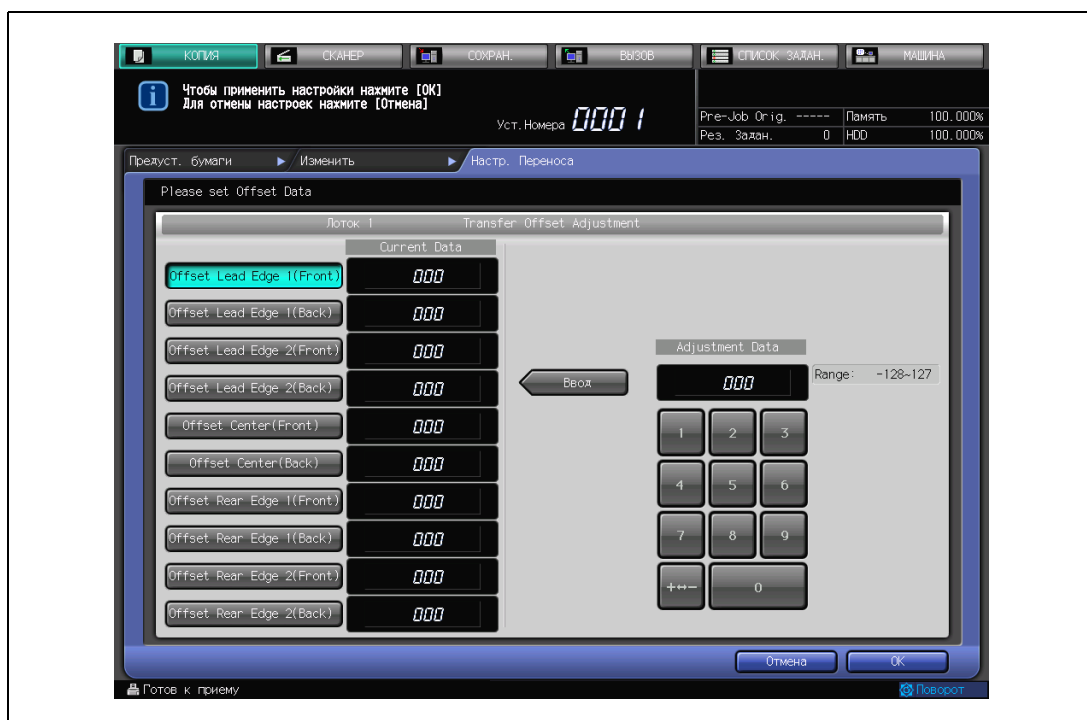 КОПИЯ СКАНЕР СОХРАН. ВЫЗОВ СПИСОК ЗАДАН. МАШИНА
Чтобы применить настройки нажмите [OK]
Для отмены настроек нажмите [Отмена]
Уст. Номера 0001
Pre-Job Orig. ----- Память 100.000%
Рез. Задан. 0 HDD 100.000%
Предуст. бумаги Изменить Настр. Переноса
Please set Offset Data
Лоток 1 Transfer Offset Adjustment
Current Data
Offset Lead Edge 1(Front) 000
Offset Lead Edge 1(Back) 000
Offset Lead Edge 2(Front) 000
Offset Lead Edge 2(Back) 000
Offset Center(Front) 000
Offset Center(Back) 000
Offset Rear Edge 1(Front) 000
Offset Rear Edge 1(Back) 000
Offset Rear Edge 2(Front) 000
Offset Rear Edge 2(Back) 000
Ввод
Adjustment Data
000 Range: -128~127
1 2 3
4 5 6
7 8 9
+↔- 0
Отмена OK
Готов к приему Поворот